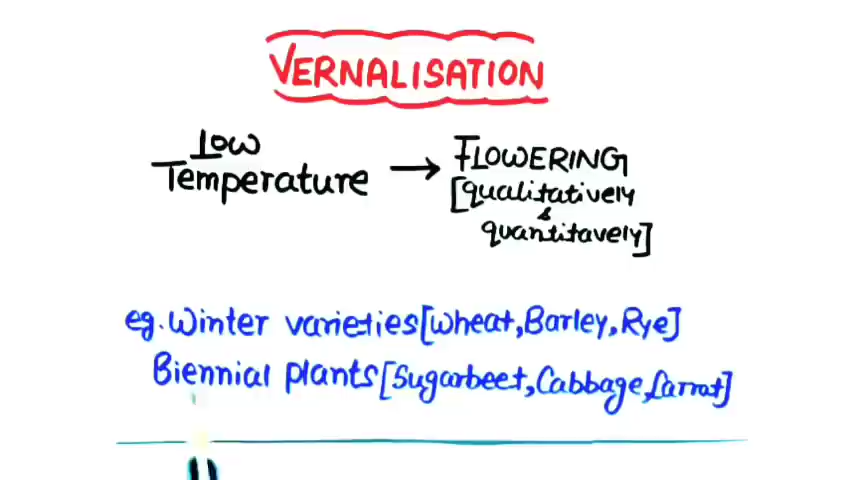 VERNALISATION
Low
Temperature → FLOWERING
[qualitatively
&
quantitavely]
eg. Winter varieties [Wheat, Barley, Rye]
Biennial plants [Sugarbeet, Cabbage, Carrot]